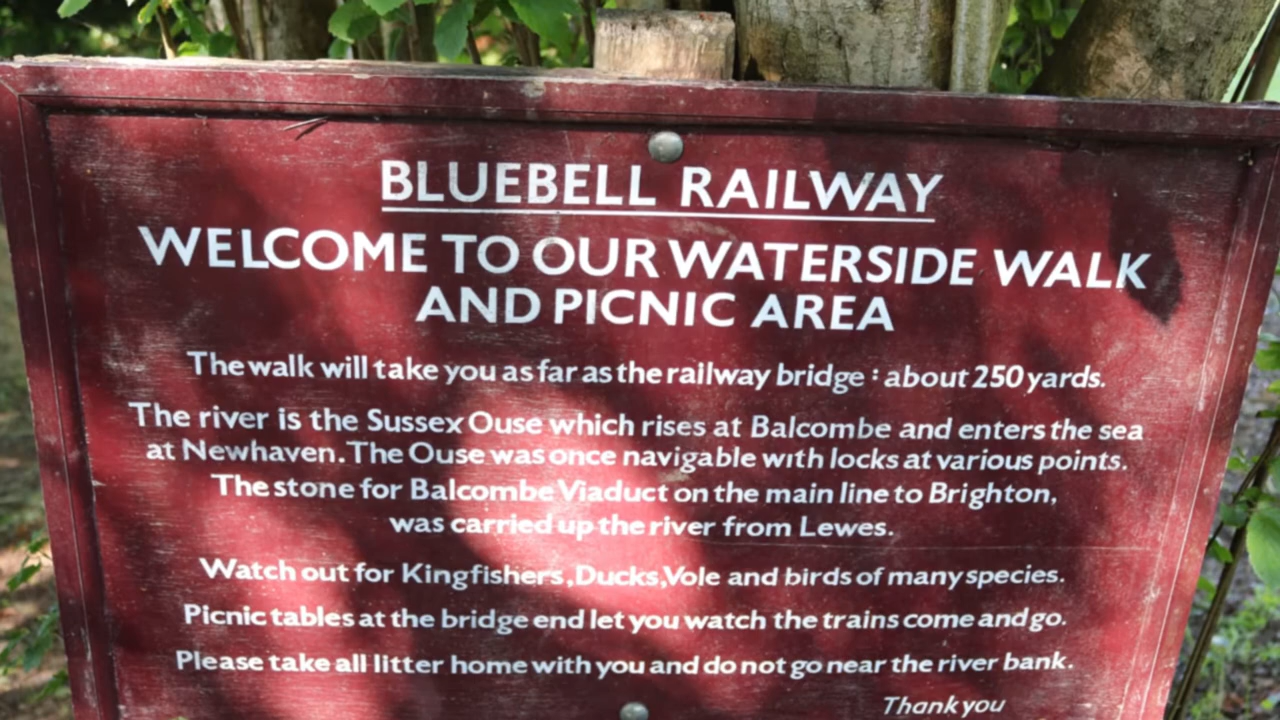 BLUEBELL RAILWAY
WELCOME TO OUR WATERSIDE WALK
AND PICNIC AREA
The walk will take you as far as the railway bridge : about 250 yards.
The river is the Sussex Ouse which rises at Balcombe and enters the sea
at Newhaven. The Ouse was once navigable with locks at various points.
The stone for Balcombe Viaduct on the main line to Brighton,
was carried up the river from Lewes.
Watch out for Kingfishers, Ducks, Vole and birds of many species.
Picnic tables at the bridge end let you watch the trains come and go.
Please take all litter home with you and do not go near the river bank.
Thank you